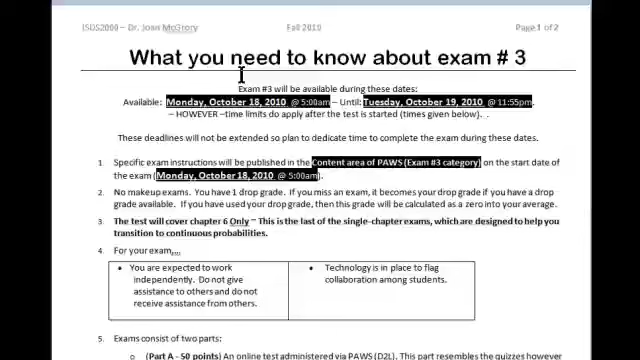 ISDS2000 – Dr. Joan McGrory Fall 2010 Page 1 of 2
What you need to know about exam # 3
Exam #3 will be available during these dates:
Available: Monday, October 18, 2010 @ 5:00am – Until: Tuesday, October 19, 2010 @ 11:55pm.
– HOWEVER –time limits do apply after the test is started (times given below). .
These deadlines will not be extended so plan to dedicate time to complete the exam during these dates.
1. Specific exam instructions will be published in the Content area of PAWS (Exam #3 category) on the start date of
the exam (Monday, October 18, 2010 @ 5:00am).
2. No makeup exams. You have 1 drop grade. If you miss an exam, it becomes your drop grade if you have a drop
grade available. If you have used your drop grade, then this grade will be calculated as a zero into your average.
3. The test will cover chapter 6 Only – This is the last of the single-chapter exams, which are designed to help you
transition to continuous probabilities.
4. For your exam,...
• You are expected to work
independently. Do not give
assistance to others and do not
receive assistance from others.
• Technology is in place to flag
collaboration among students.
5. Exams consist of two parts:
o (Part A - 50 points) An online test administered via PAWS (D2L). This part resembles the quizzes however